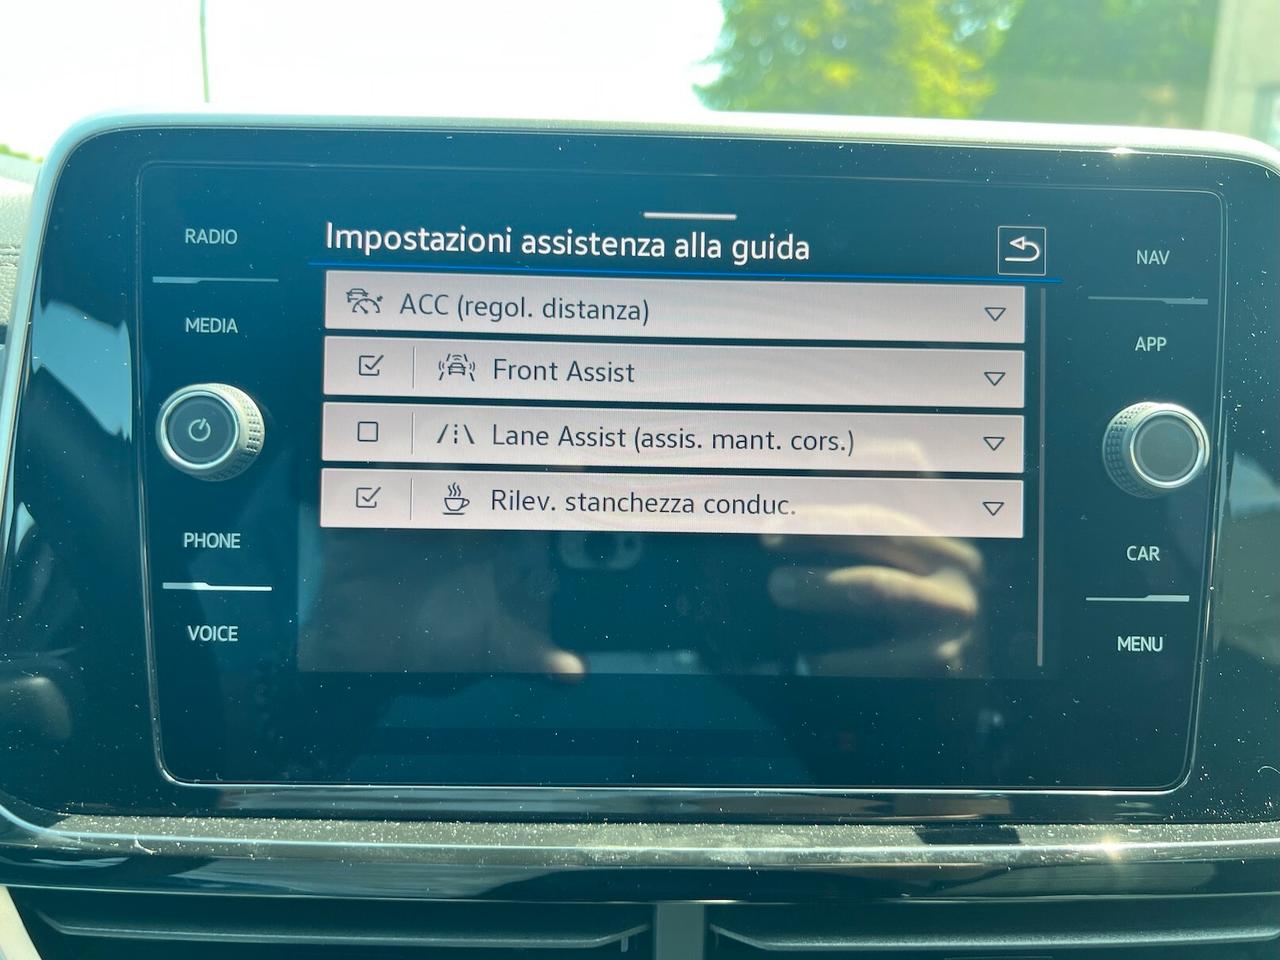 RADIO
MEDIA
PHONE
VOICE
Impostazioni assistenza alla guida
ACC (regol. distanza)
Front Assist
Lane Assist (assis. mant. cors.)
Rilev. stanchezza conduc.
NAV
APP
CAR
MENU